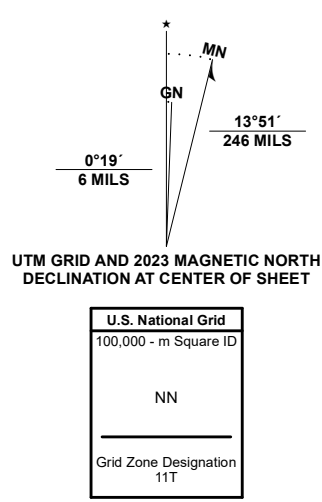 ★
MN
GN
13°51´
246 MILS
0°19´
6 MILS
UTM GRID AND 2023 MAGNETIC NORTH
DECLINATION AT CENTER OF SHEET
U.S. National Grid
100,000 - m Square ID
NN
Grid Zone Designation
11T